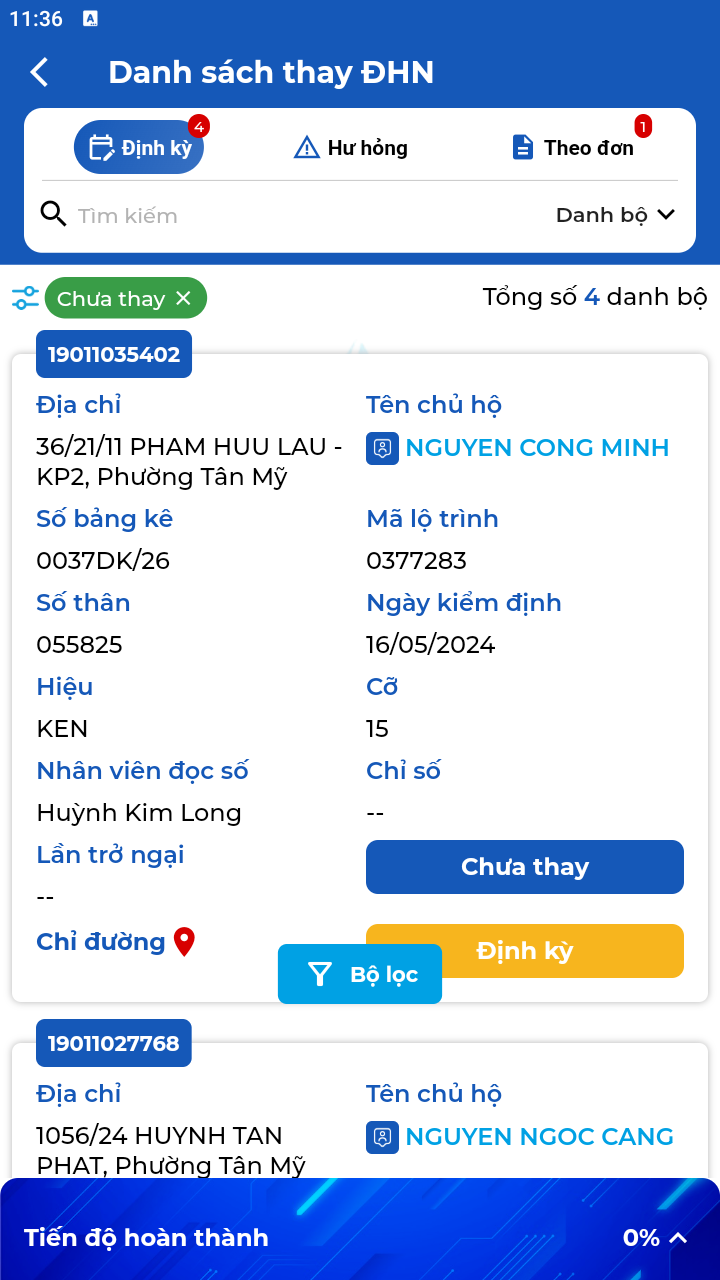 11:36
Danh sách thay ĐHN
Định kỳ 4 Hư hỏng Theo đơn 1
Tìm kiếm Danh bộ
Chưa thay Tổng số 4 danh bộ
19011035402
Địa chỉ Tên chủ hộ
36/21/11 PHAM HUU LAU - NGUYEN CONG MINH
KP2, Phường Tân Mỹ
Số bảng kê Mã lộ trình
0037DK/26 0377283
Số thân Ngày kiểm định
055825 16/05/2024
Hiệu Cỡ
KEN 15
Nhân viên đọc số Chỉ số
Huỳnh Kim Long --
Lần trở ngại Chưa thay
--
Chỉ đường Định kỳ
Bộ lọc
19011027768
Địa chỉ Tên chủ hộ
1056/24 HUYNH TAN NGUYEN NGOC CANG
PHAT, Phường Tân Mỹ
Tiến độ hoàn thành 0%